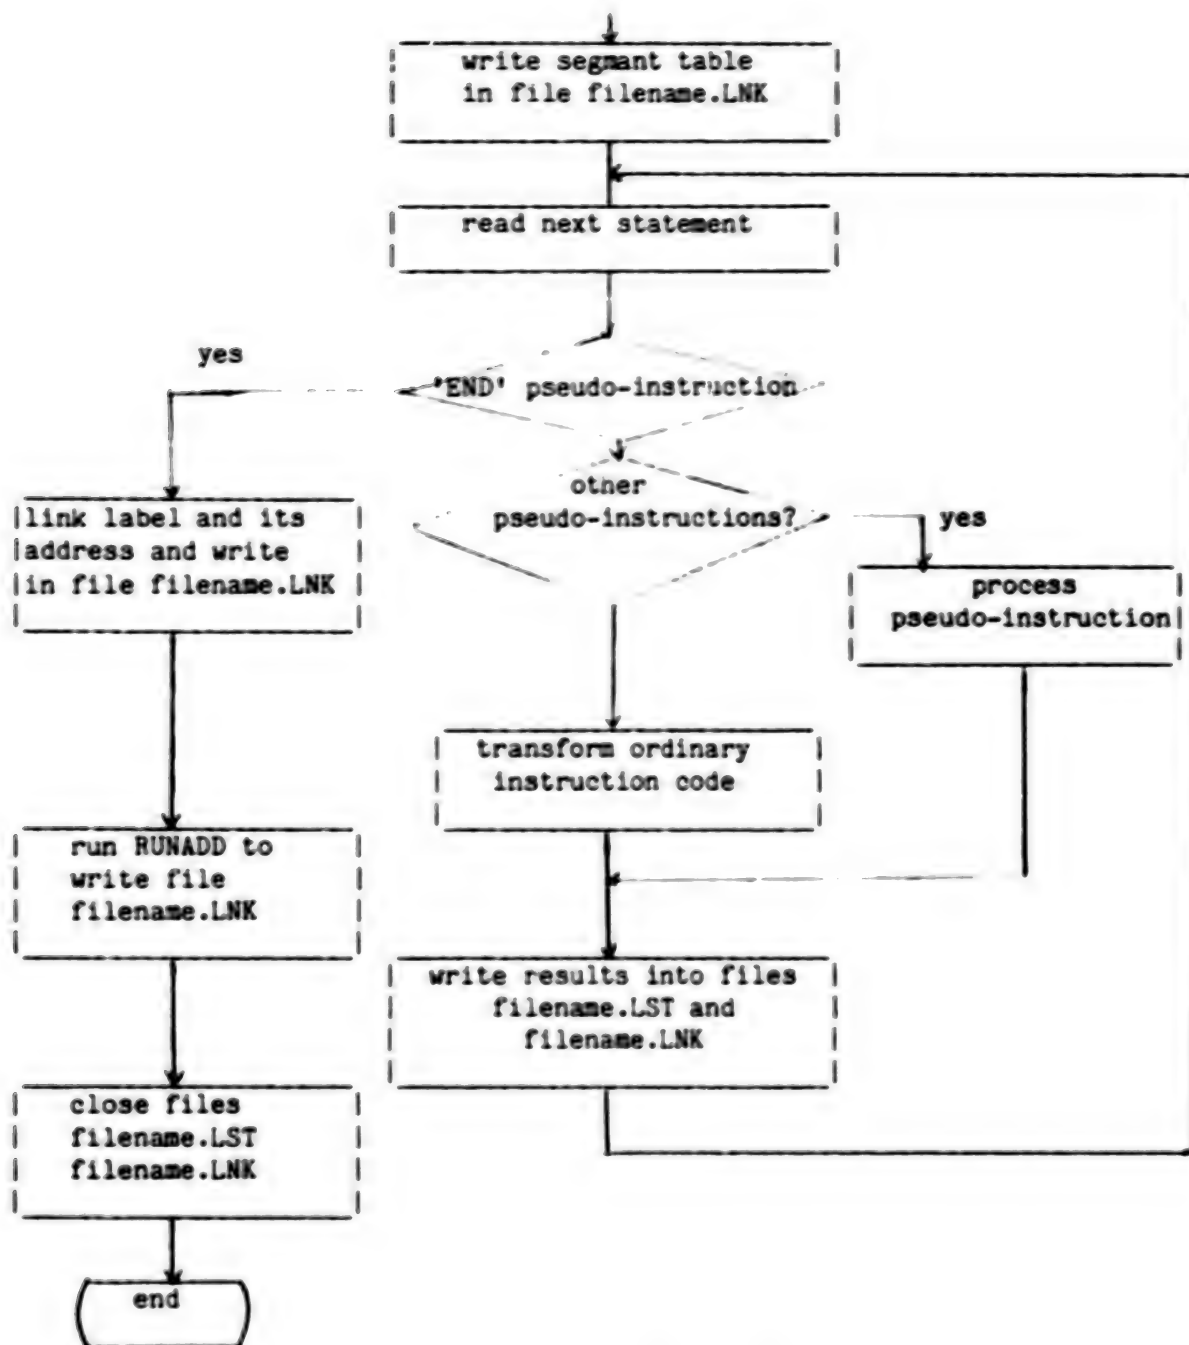 write segmant table
in file filename.LNK
read next statement
yes
'END' pseudo-instruction
other
pseudo-instructions?
yes
link label and its
address and write
in file filename.LNK
process
pseudo-instruction
transform ordinary
instruction code
run RUNADD to
write file
filename.LNK
write results into files
filename.LST and
filename.LNK
close files
filename.LST
filename.LNK
end